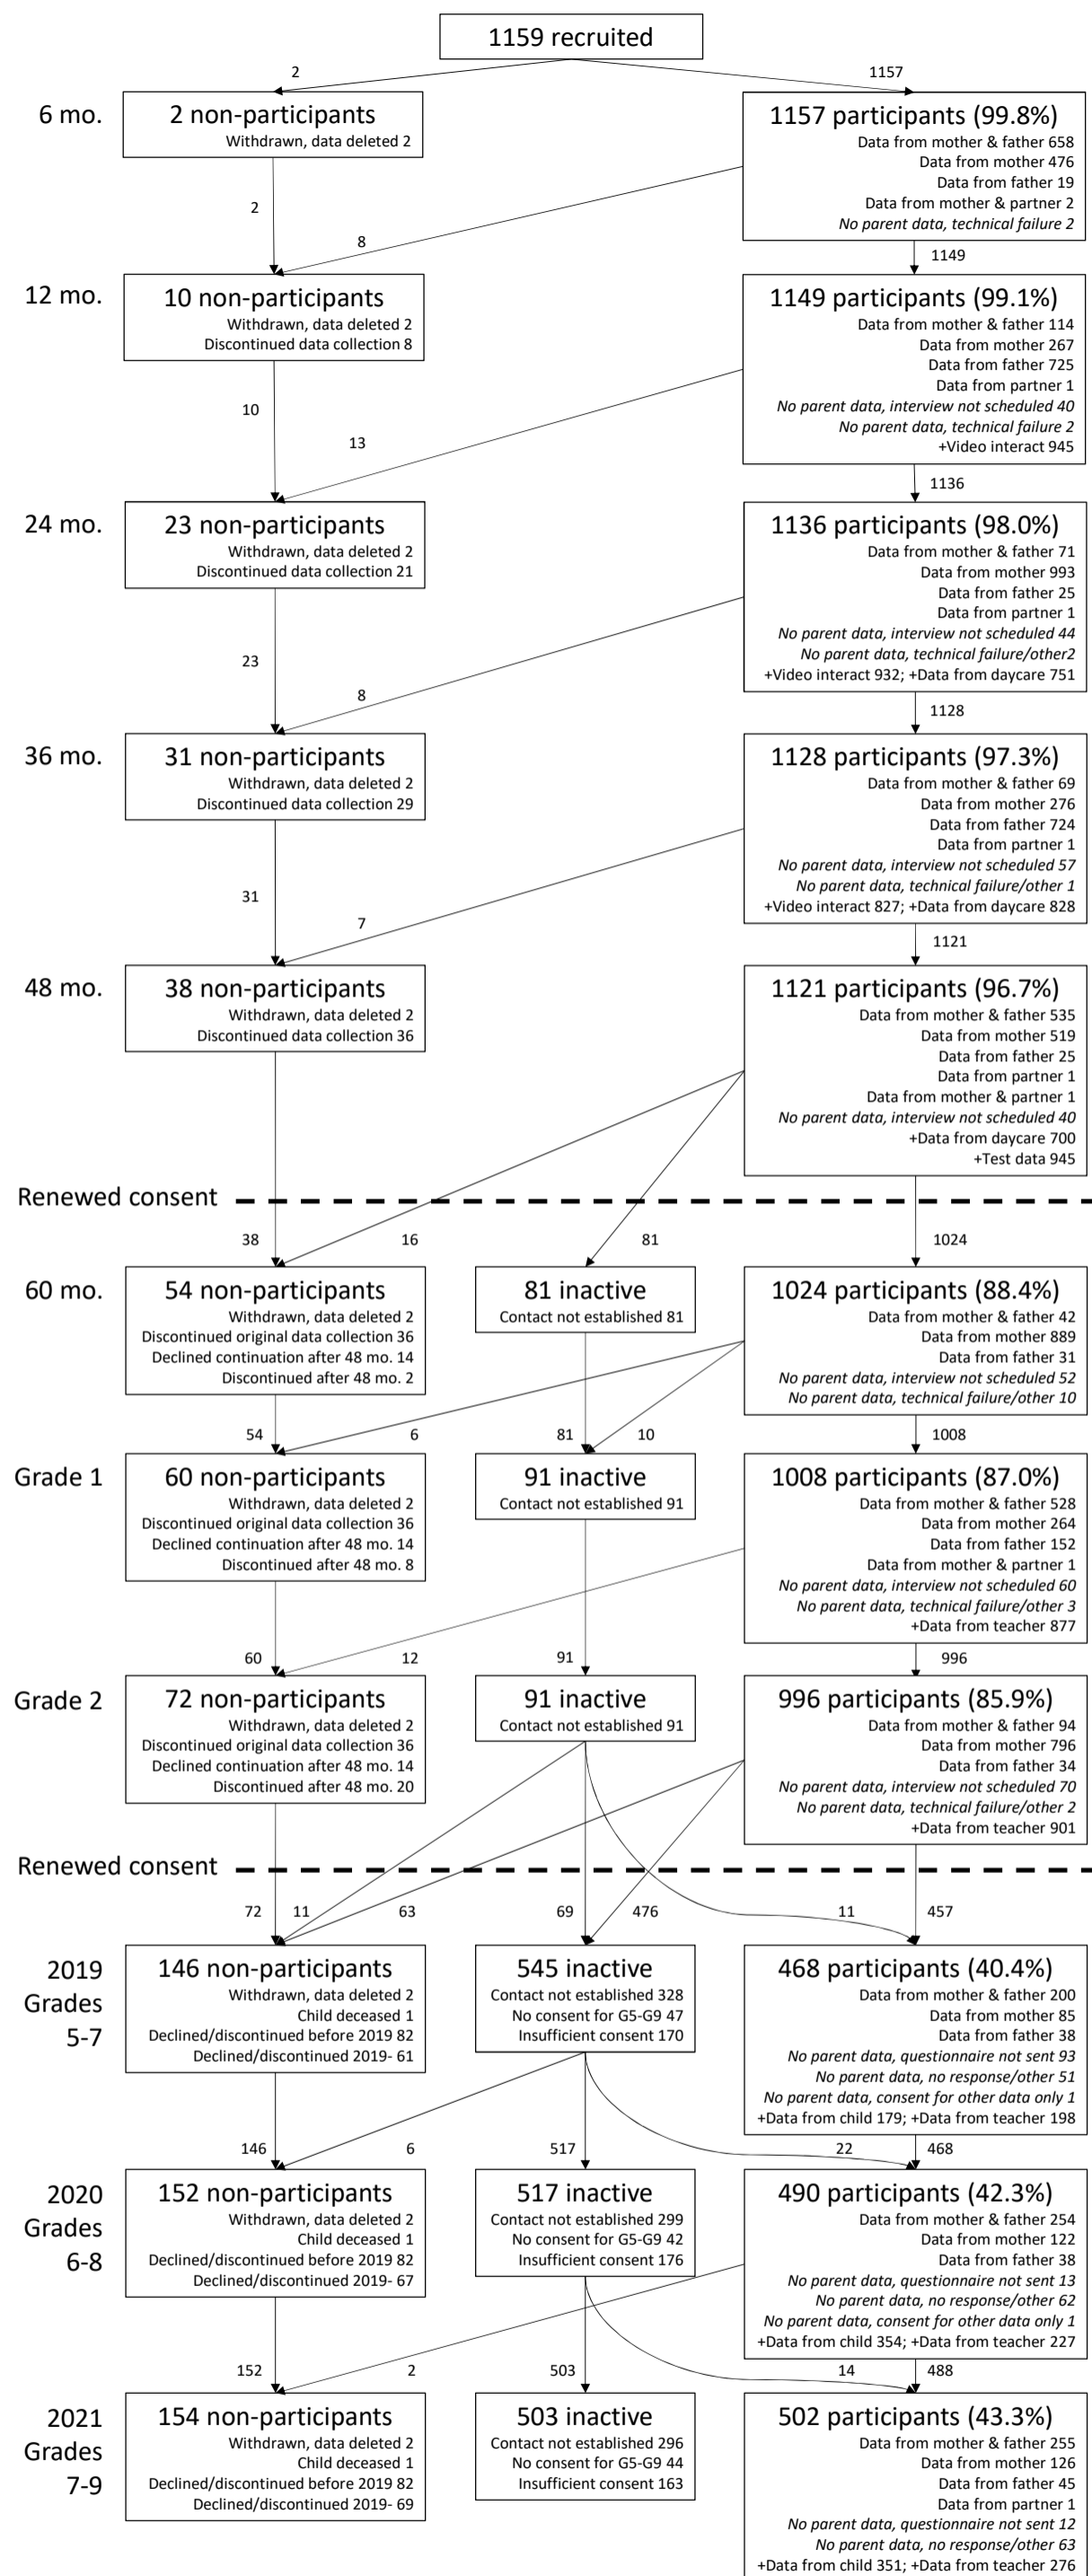 1159 recruited
2
1157
6 mo.
2 non-participants
Withdrawn, data deleted 2
1157 participants (99.8%)
Data from mother & father 658
Data from mother 476
Data from father 19
Data from mother & partner 2
No parent data, technical failure 2
2
8
1149
12 mo.
10 non-participants
Withdrawn, data deleted 2
Discontinued data collection 8
1149 participants (99.1%)
Data from mother & father 114
Data from mother 267
Data from father 725
Data from partner 1
No parent data, interview not scheduled 40
No parent data, technical failure 2
+Video interact 945
10
13
1136
24 mo.
23 non-participants
Withdrawn, data deleted 2
Discontinued data collection 21
1136 participants (98.0%)
Data from mother & father 71
Data from mother 993
Data from father 25
Data from partner 1
No parent data, interview not scheduled 44
No parent data, technical failure/other2
+Video interact 932; +Data from daycare 751
23
8
1128
36 mo.
31 non-participants
Withdrawn, data deleted 2
Discontinued data collection 29
1128 participants (97.3%)
Data from mother & father 69
Data from mother 276
Data from father 724
Data from partner 1
No parent data, interview not scheduled 57
No parent data, technical failure/other 1
+Video interact 827; +Data from daycare 828
31
7
1121
48 mo.
38 non-participants
Withdrawn, data deleted 2
Discontinued data collection 36
1121 participants (96.7%)
Data from mother & father 535
Data from mother 519
Data from father 25
Data from partner 1
Data from mother & partner 1
No parent data, interview not scheduled 40
+Data from daycare 700
+Test data 945
Renewed consent
38
16
81
1024
60 mo.
54 non-participants
Withdrawn, data deleted 2
Discontinued original data collection 36
Declined continuation after 48 mo. 14
Discontinued after 48 mo. 2
81 inactive
Contact not established 81
1024 participants (88.4%)
Data from mother & father 42
Data from mother 889
Data from father 31
No parent data, interview not scheduled 52
No parent data, technical failure/other 10
54
6
81
10
1008
Grade 1
60 non-participants
Withdrawn, data deleted 2
Discontinued original data collection 36
Declined continuation after 48 mo. 14
Discontinued after 48 mo. 8
91 inactive
Contact not established 91
1008 participants (87.0%)
Data from mother & father 528
Data from mother 264
Data from father 152
Data from mother & partner 1
No parent data, interview not scheduled 60
No parent data, technical failure/other 3
+Data from teacher 877
60
12
91
996
Grade 2
72 non-participants
Withdrawn, data deleted 2
Discontinued original data collection 36
Declined continuation after 48 mo. 14
Discontinued after 48 mo. 20
91 inactive
Contact not established 91
996 participants (85.9%)
Data from mother & father 94
Data from mother 796
Data from father 34
No parent data, interview not scheduled 70
No parent data, technical failure/other 2
+Data from teacher 901
Renewed consent
72
11
63
69
476
11
457
2019
Grades
5-7
146 non-participants
Withdrawn, data deleted 2
Child deceased 1
Declined/discontinued before 2019 82
Declined/discontinued 2019- 61
545 inactive
Contact not established 328
No consent for G5-G9 47
Insufficient consent 170
468 participants (40.4%)
Data from mother & father 200
Data from mother 85
Data from father 38
No parent data, questionnaire not sent 93
No parent data, no response/other 51
No parent data, consent for other data only 1
+Data from child 179; +Data from teacher 198
146
6
517
22
468
2020
Grades
6-8
152 non-participants
Withdrawn, data deleted 2
Child deceased 1
Declined/discontinued before 2019 82
Declined/discontinued 2019- 67
517 inactive
Contact not established 299
No consent for G5-G9 42
Insufficient consent 176
490 participants (42.3%)
Data from mother & father 254
Data from mother 122
Data from father 38
No parent data, questionnaire not sent 13
No parent data, no response/other 62
No parent data, consent for other data only 1
+Data from child 354; +Data from teacher 227
152
2
503
14
488
2021
Grades
7-9
154 non-participants
Withdrawn, data deleted 2
Child deceased 1
Declined/discontinued before 2019 82
Declined/discontinued 2019- 69
503 inactive
Contact not established 296
No consent for G5-G9 44
Insufficient consent 163
502 participants (43.3%)
Data from mother & father 255
Data from mother 126
Data from father 45
Data from partner 1
No parent data, questionnaire not sent 12
No parent data, no response/other 63
+Data from child 351; +Data from teacher 276